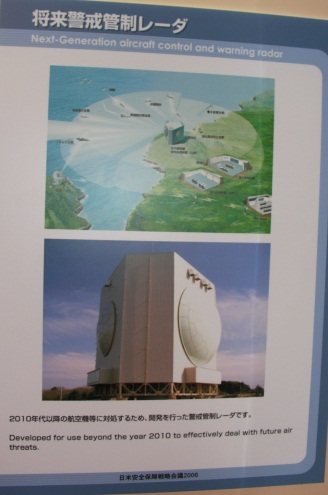 将来警戒管制レーダ
Next-Generation aircraft control and warning radar
2010年代以降の航空機等に対処するため、開発を行った警戒管制レーダです。
Developed for use beyond the year 2010 to effectively deal with future air
threats.
日米安全保障戦略会議2006